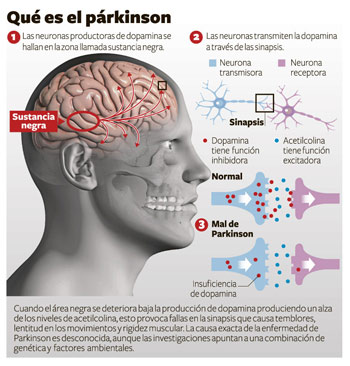 Qué es el párkinson
1 Las neuronas productoras de dopamina se
hallan en la zona llamada sustancia negra.
2 Las neuronas transmiten la dopamina
a través de las sinapsis.
Neurona
transmisora
Neurona
receptora
Sustancia
negra
Sinapsis
Dopamina
tiene función
inhibidora
Acetilcolina
tiene función
excitadora
Normal
3 Mal de
Parkinson
Insuficiencia
de dopamina
Cuando el área negra se deteriora baja la producción de dopamina produciendo un alza
de los niveles de acetilcolina, esto provoca fallas en la sinapsis que causa temblores,
lentitud en los movimientos y rigidez muscular. La causa exacta de la enfermedad de
Parkinson es desconocida, aunque las investigaciones apuntan a una combinación de
genética y factores ambientales.